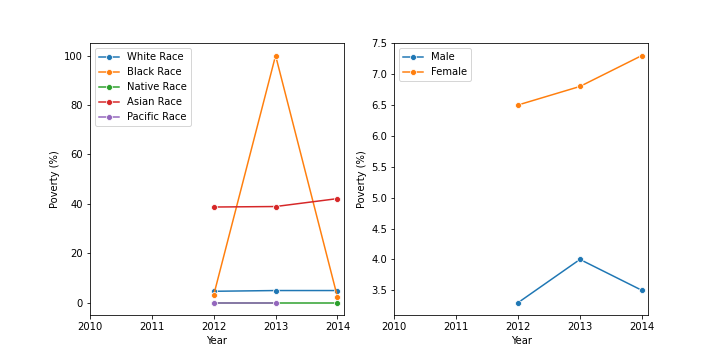 White Race
Black Race
Native Race
Asian Race
Pacific Race
100
80
60
40
20
0
Poverty (%)
2010 2011 2012 2013 2014
Year
Male
Female
7.5
7.0
6.5
6.0
5.5
5.0
4.5
4.0
3.5
Poverty (%)
2010 2011 2012 2013 2014
Year